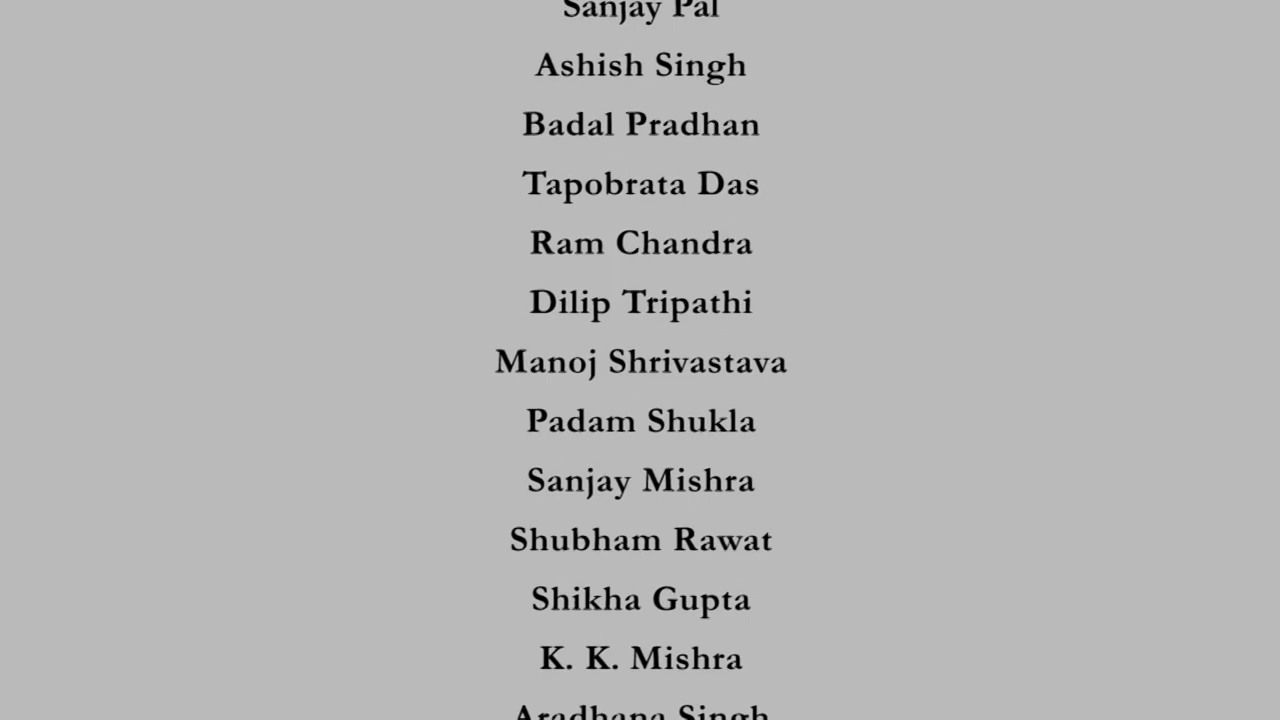 Sanjay Pal
Ashish Singh
Badal Pradhan
Tapobrata Das
Ram Chandra
Dilip Tripathi
Manoj Shrivastava
Padam Shukla
Sanjay Mishra
Shubham Rawat
Shikha Gupta
K. K. Mishra
Aradhana Singh